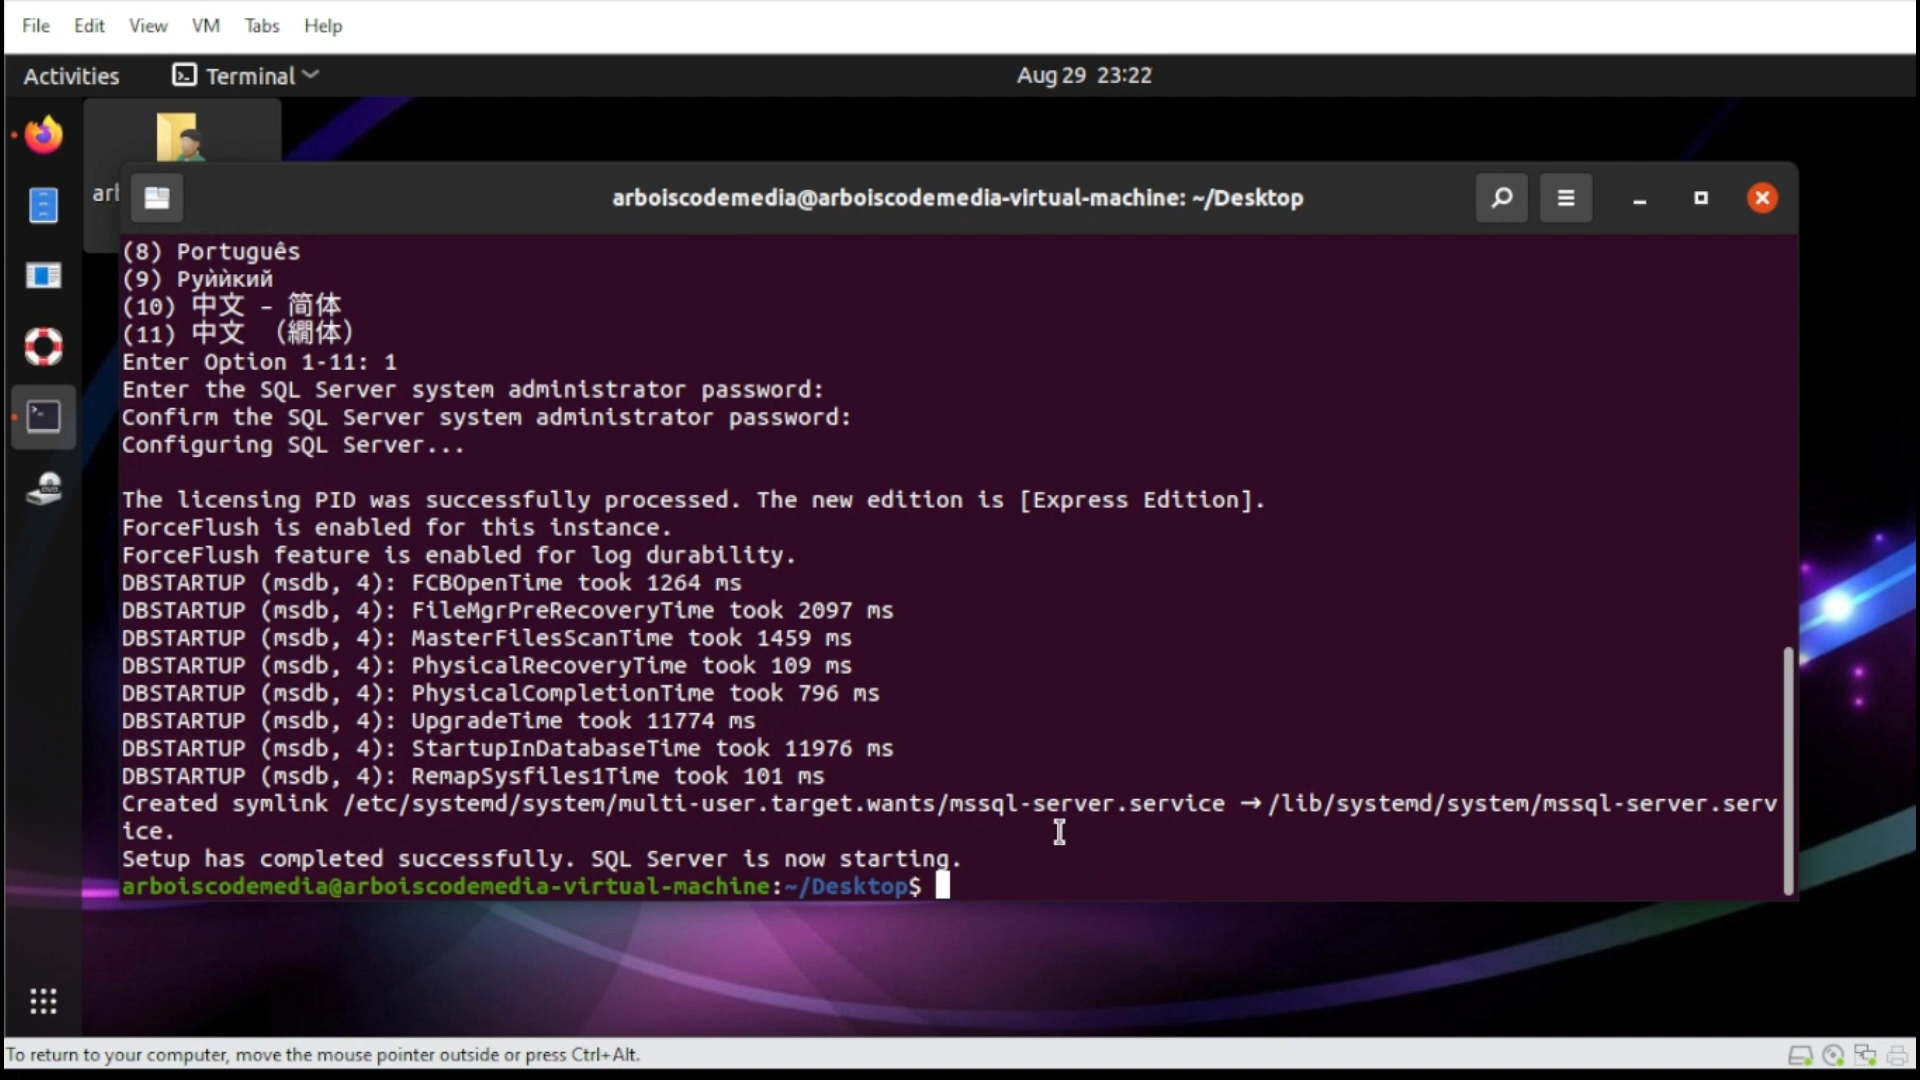 File Edit View VM Tabs Help
Activities Terminal Aug 29 23:22
arb
arboiscodemedia@arboiscodemedia-virtual-machine: ~/Desktop
(8) Português
(9) Руѝѝкий
(10) 中文 – 简体
(11) 中文 （繝体）
Enter Option 1-11: 1
Enter the SQL Server system administrator password:
Confirm the SQL Server system administrator password:
Configuring SQL Server...
The licensing PID was successfully processed. The new edition is [Express Edition].
ForceFlush is enabled for this instance.
ForceFlush feature is enabled for log durability.
DBSTARTUP (msdb, 4): FCBOpenTime took 1264 ms
DBSTARTUP (msdb, 4): FileMgrPreRecoveryTime took 2097 ms
DBSTARTUP (msdb, 4): MasterFilesScanTime took 1459 ms
DBSTARTUP (msdb, 4): PhysicalRecoveryTime took 109 ms
DBSTARTUP (msdb, 4): PhysicalCompletionTime took 796 ms
DBSTARTUP (msdb, 4): UpgradeTime took 11774 ms
DBSTARTUP (msdb, 4): StartupInDatabaseTime took 11976 ms
DBSTARTUP (msdb, 4): RemapSysfiles1Time took 101 ms
Created symlink /etc/systemd/system/multi-user.target.wants/mssql-server.service → /lib/systemd/system/mssql-server.serv
ice.
Setup has completed successfully. SQL Server is now starting.
arboiscodemedia@arboiscodemedia-virtual-machine:~/Desktop$
To return to your computer, move the mouse pointer outside or press Ctrl+Alt.